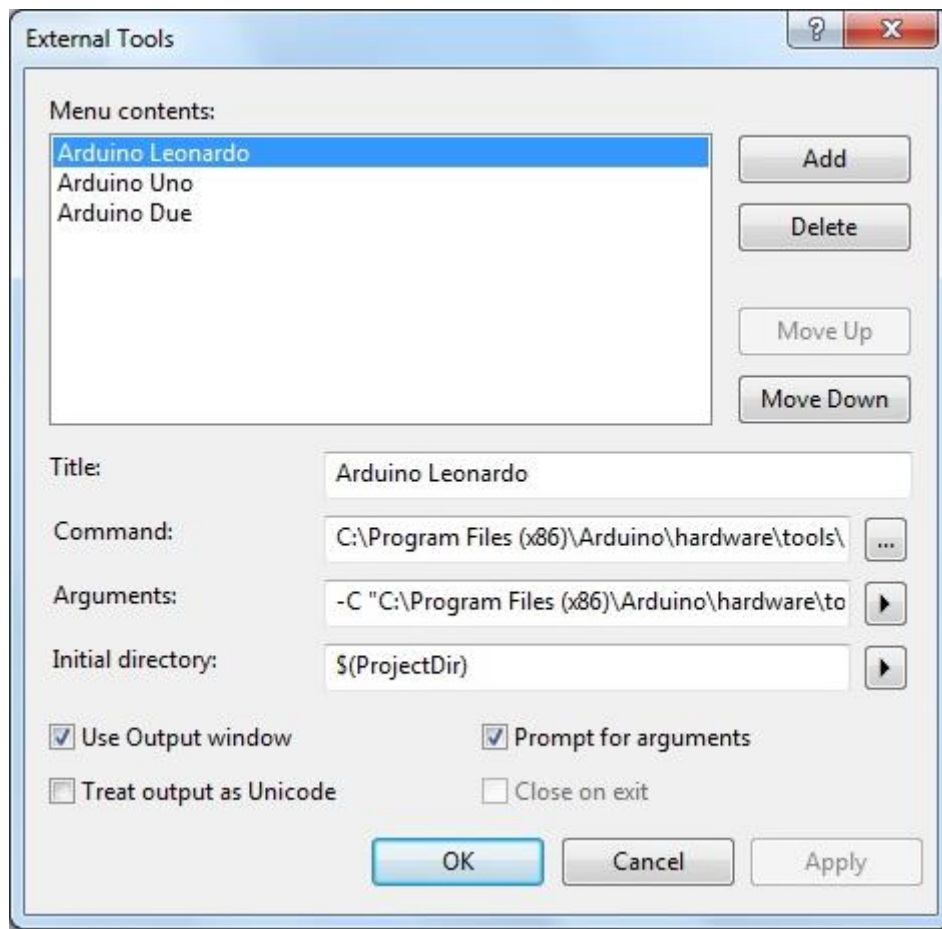 External Tools
Menu contents:
Arduino Leonardo
Arduino Uno
Arduino Due
Add
Delete
Move Up
Move Down
Title:
Arduino Leonardo
Command:
C:\Program Files (x86)\Arduino\hardware\tools\
...
Arguments:
-C "C:\Program Files (x86)\Arduino\hardware\to
Initial directory:
$(ProjectDir)
Use Output window
Prompt for arguments
Treat output as Unicode
Close on exit
OK
Cancel
Apply